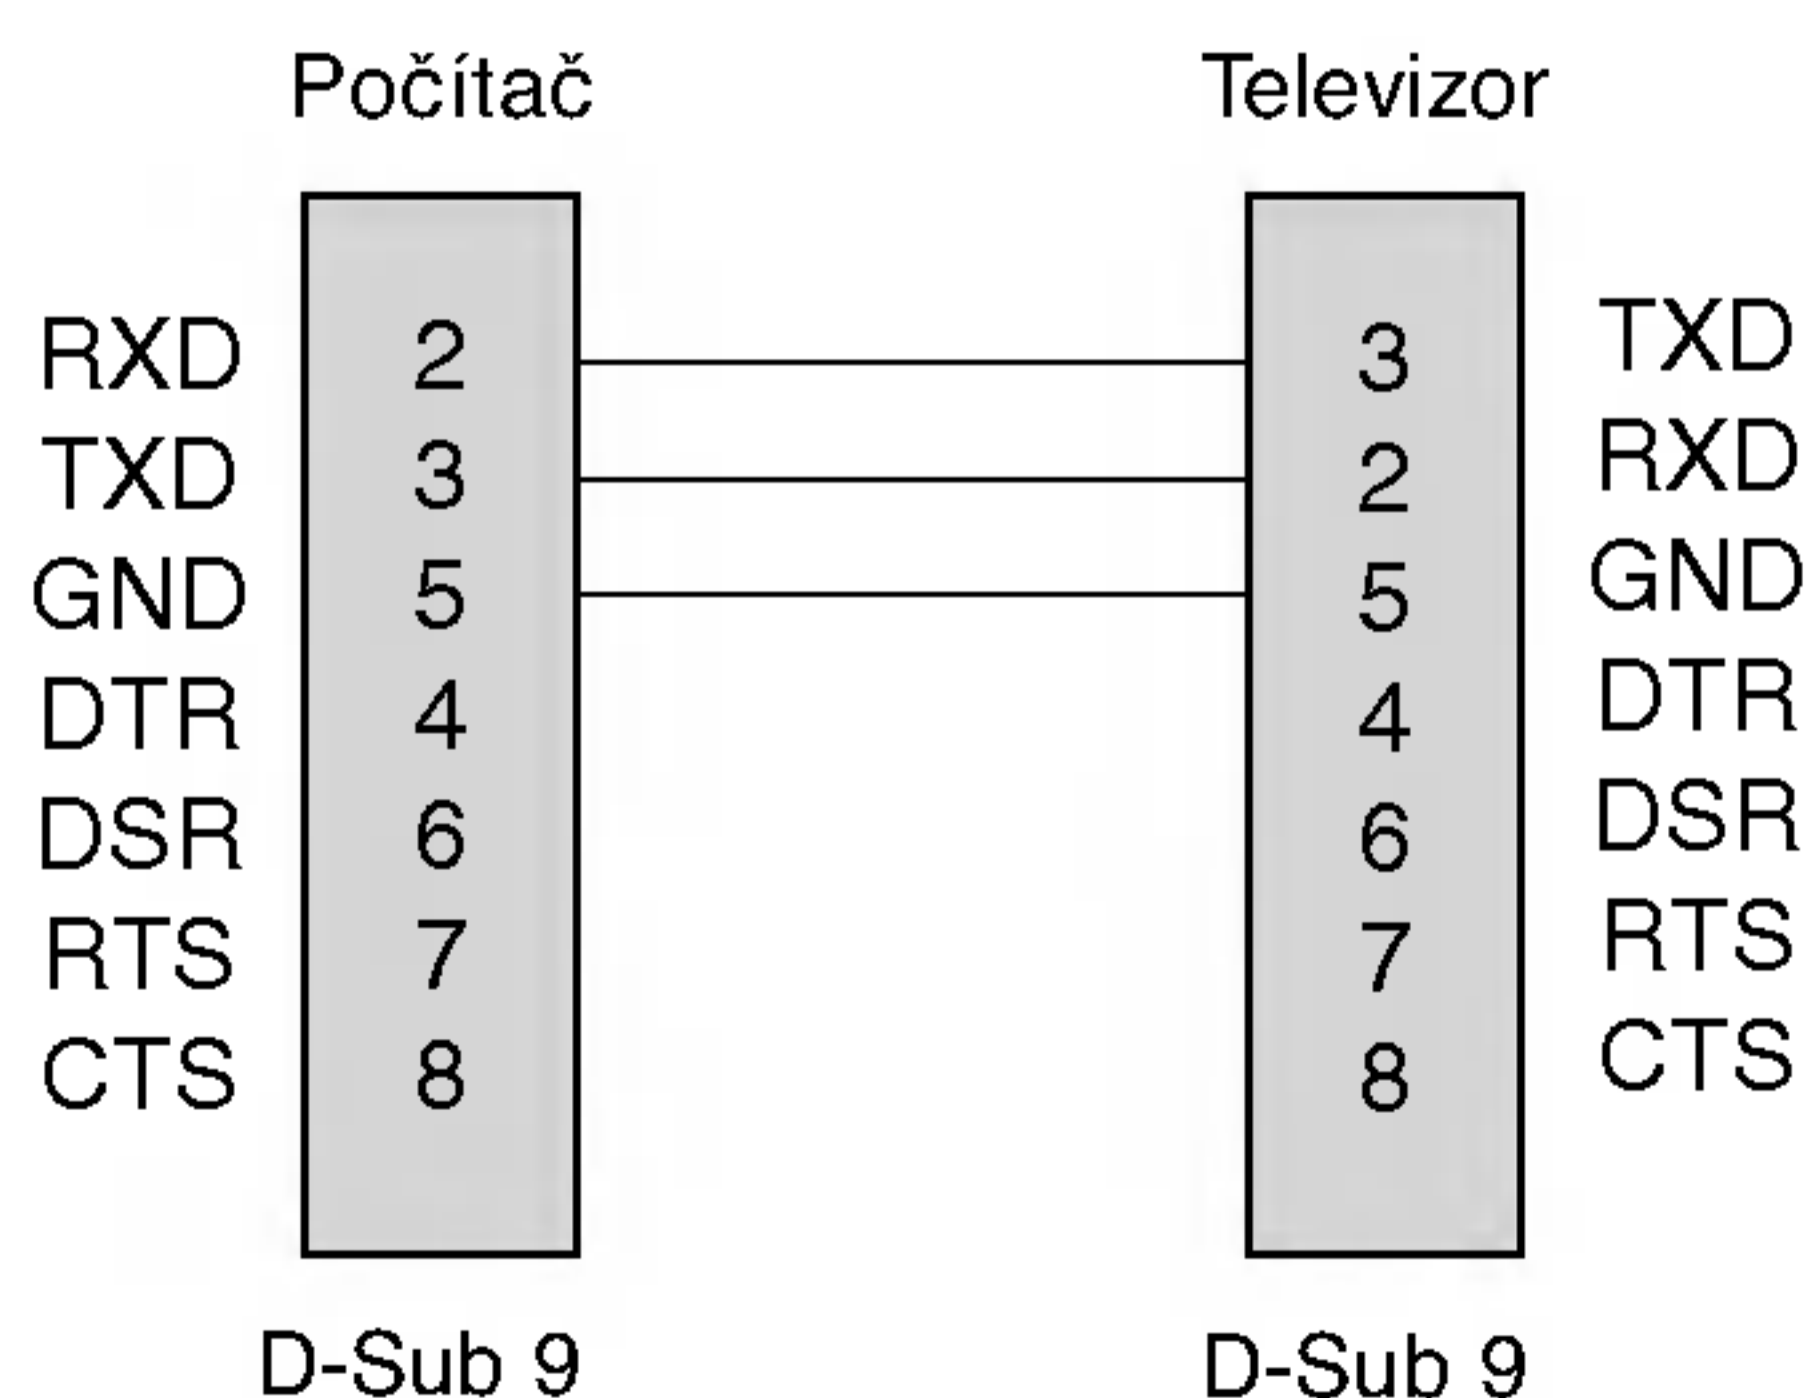 Počítač Televizor
RXD 2 3 TXD
TXD 3 2 RXD
GND 5 5 GND
DTR 4 4 DTR
DSR 6 6 DSR
RTS 7 7 RTS
CTS 8 8 CTS
D-Sub 9 D-Sub 9